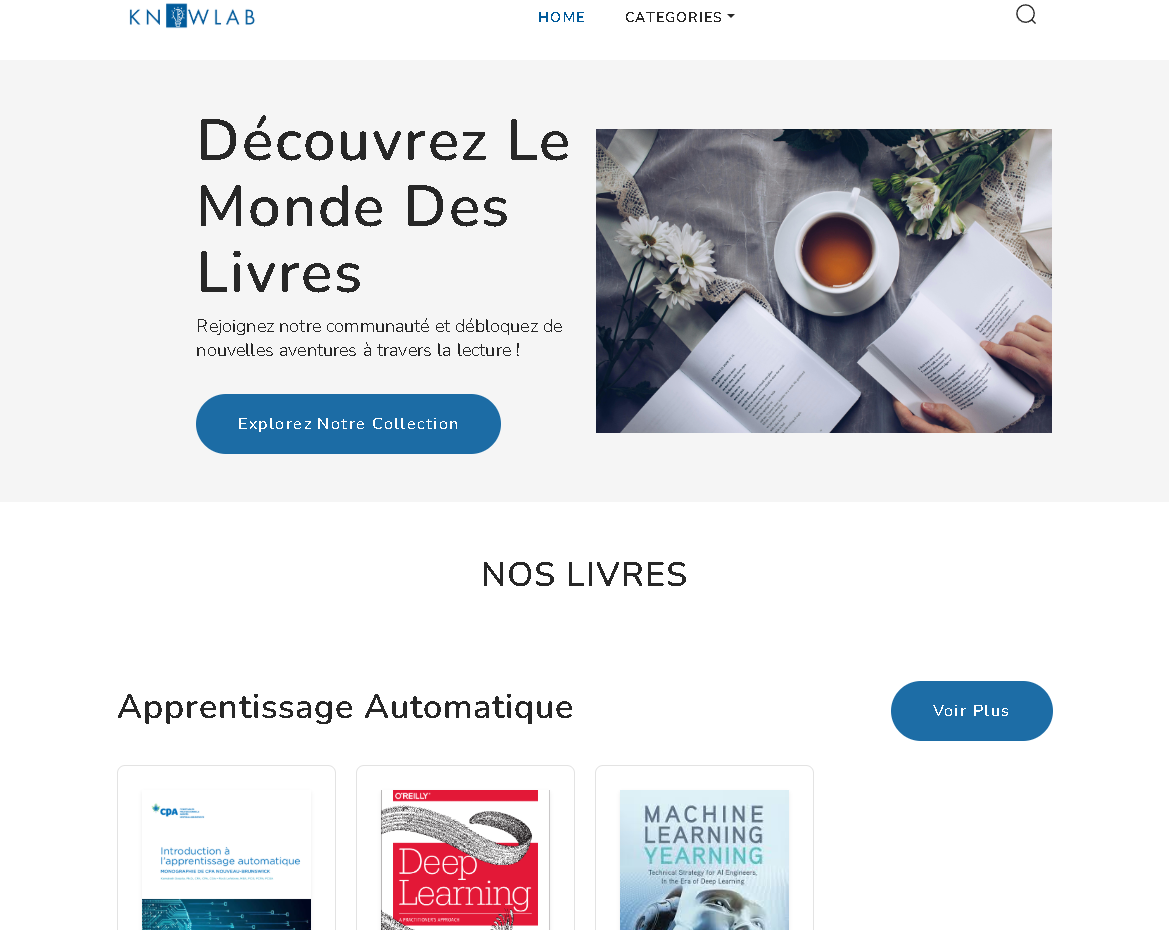 KNOWLAB
HOME
CATEGORIES
Découvrez Le
Monde Des
Livres
Rejoignez notre communauté et débloquez de
nouvelles aventures à travers la lecture !
Explorez Notre Collection
NOS LIVRES
Apprentissage Automatique
Voir Plus
CPA
Introduction à
l'apprentissage automatique
MONOGRAPHIE DE CPA NOUVEAU-BRUNSWICK
O'REILLY
Deep
Learning
A PRACTITIONER'S APPROACH
MACHINE
LEARNING
YEARNING
Technical Strategy for AI Engineers,
In the Era of Deep Learning